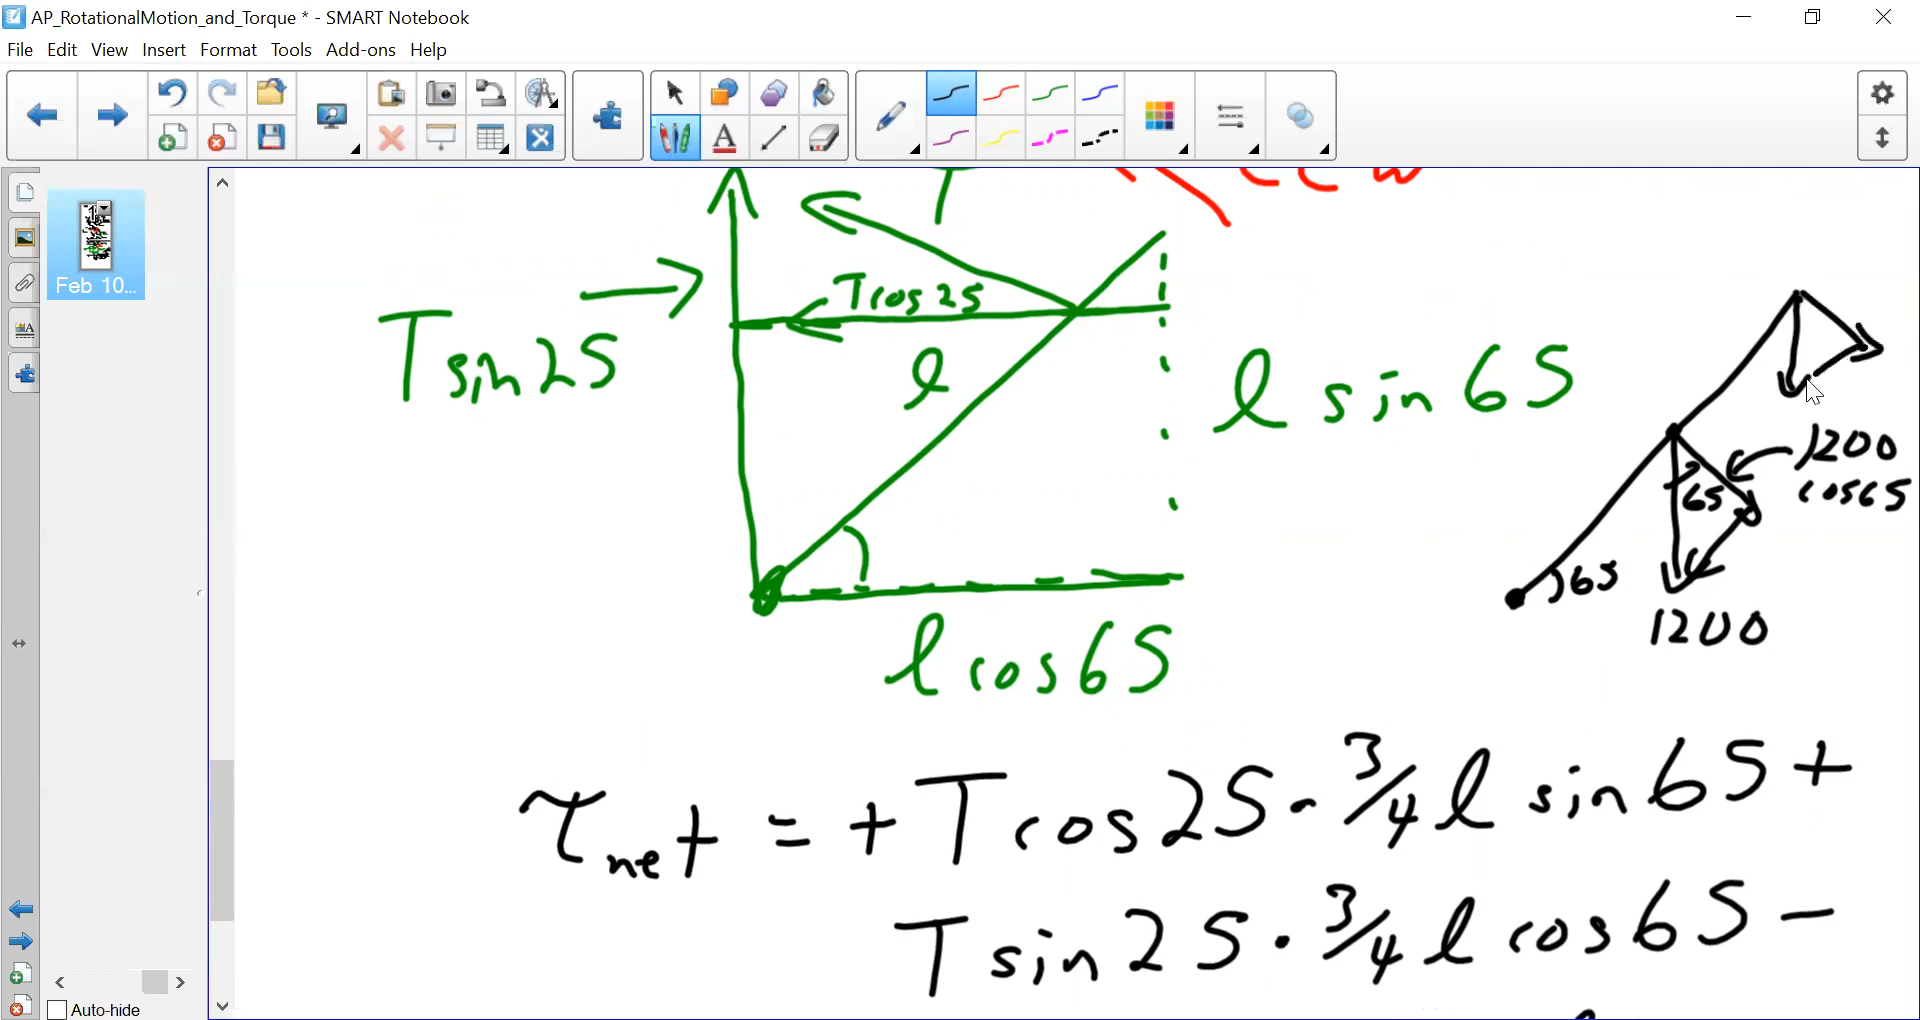 AP_RotationalMotion_and_Torque * - SMART Notebook
File Edit View Insert Format Tools Add-ons Help
Feb 10...
T
ccw
T cos 25
T sin 25
l
l sin 65
1200
cos 65
65
65
1200
l cos 65
τnet = + T cos 25 · 3/4 l sin 65 +
T sin 25 · 3/4 l cos 65 -
Auto-hide